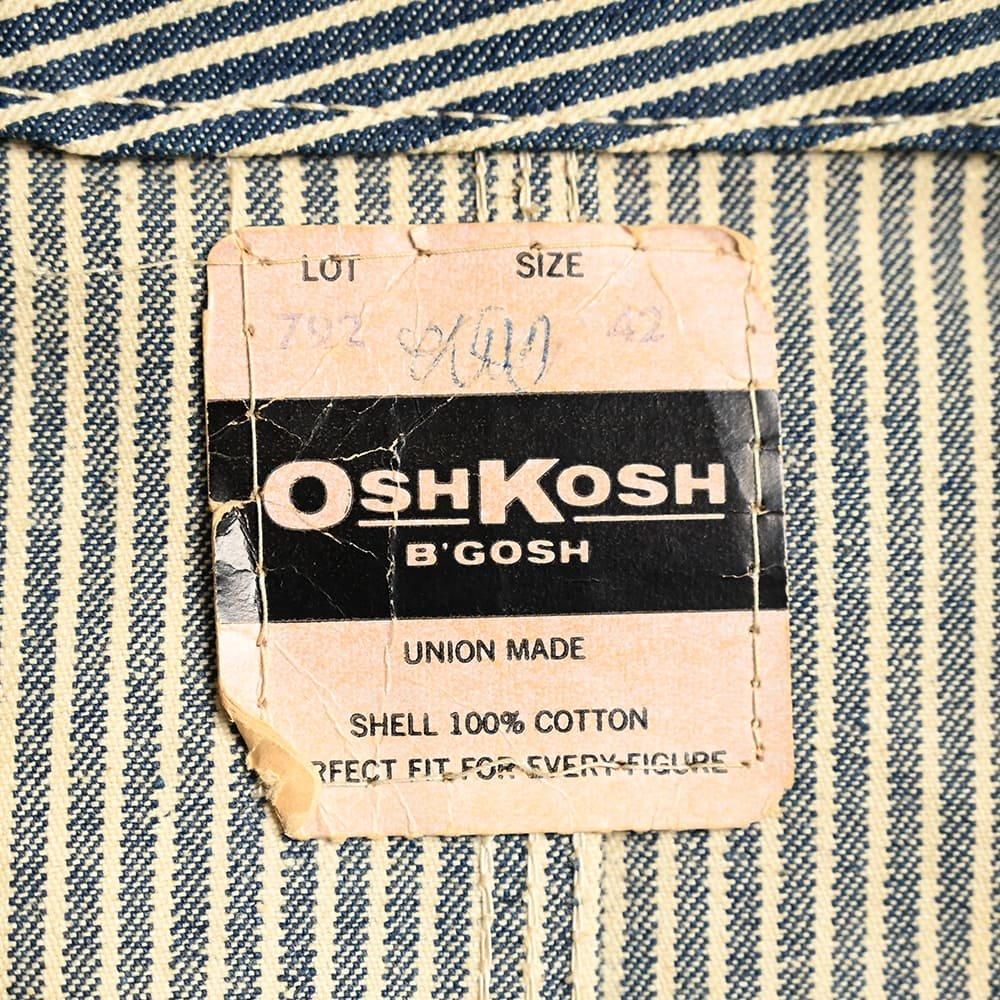 LOT SIZE
792 42
OSHKOSH
B'GOSH
UNION MADE
SHELL 100% COTTON
RFECT FIT FOR EVERY FIGURE